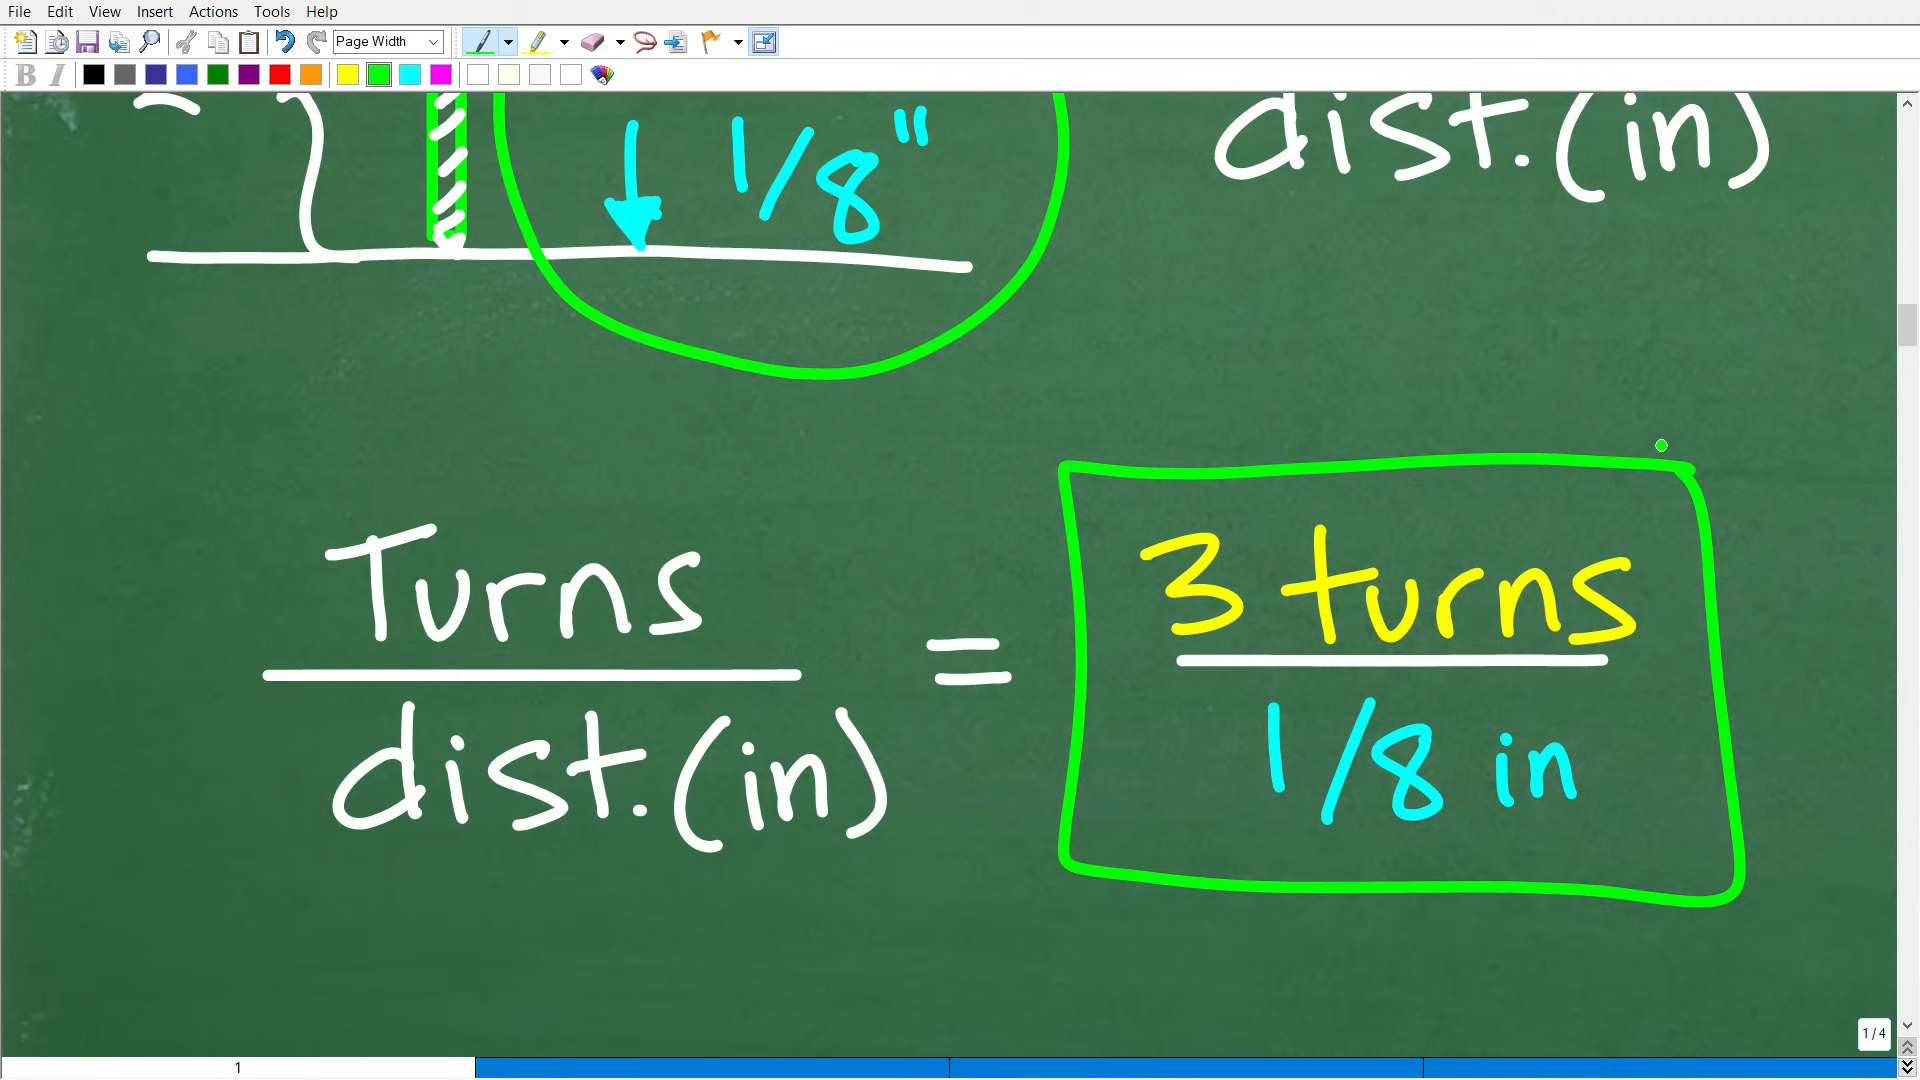 File Edit View Insert Actions Tools Help
Page Width
B I
1/8"
dist.(in)
Turns
dist.(in)
=
3 turns
1/8 in
1 / 4
1